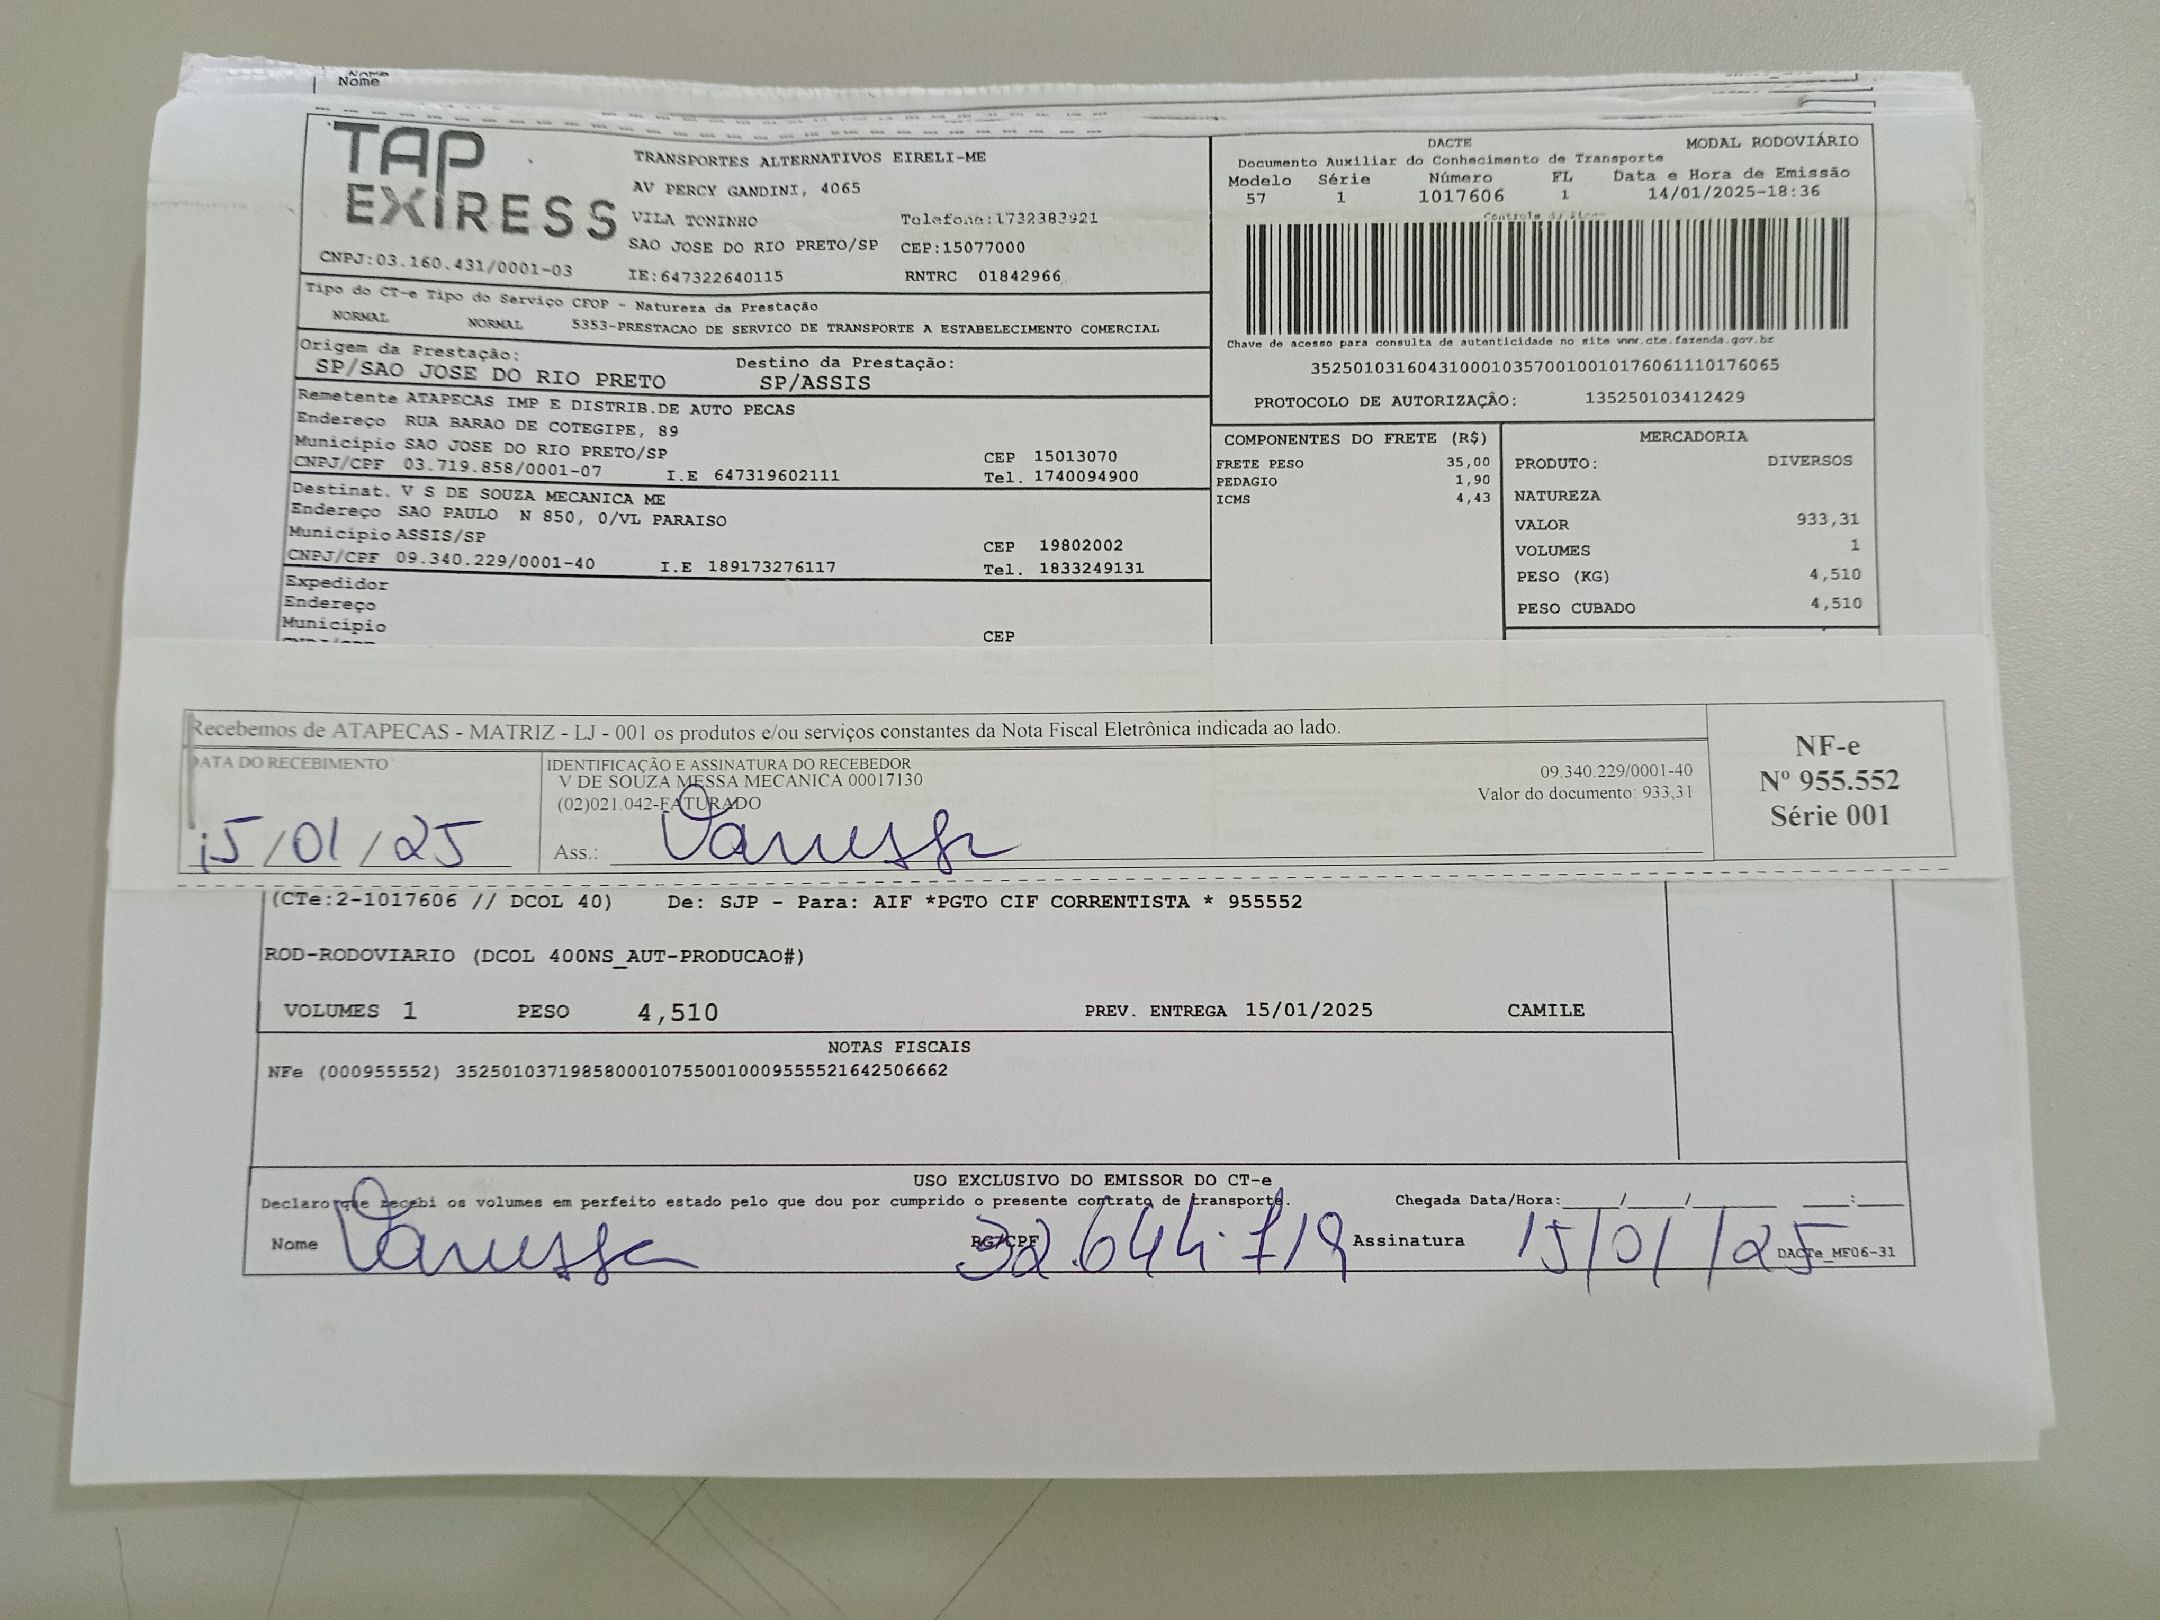 Nome
TAP
EXPRESS
TRANSPORTES ALTERNATIVOS EIRELI-ME
AV PERCY GANDINI, 4065
VILA TONINHO Telefone:1732383921
SAO JOSE DO RIO PRETO/SP CEP:15077000
CNPJ:03.160.431/0001-03 IE:647322640115 RNTRC 01842966
DACTE MODAL RODOVIÁRIO
Documento Auxiliar do Conhecimento de Transporte
Modelo Série Número FL Data e Hora de Emissão
57 1 1017606 1 14/01/2025-18:36
Chave de acesso para consulta de autenticidade no site www.cte.fazenda.gov.br
35250103160431000103570010010176061110176065
PROTOCOLO DE AUTORIZAÇÃO: 135250103412429
Tipo do CT-e Tipo do Serviço CFOP - Natureza da Prestação
NORMAL NORMAL 5353-PRESTACAO DE SERVICO DE TRANSPORTE A ESTABELECIMENTO COMERCIAL
Origem da Prestação: Destino da Prestação:
SP/SAO JOSE DO RIO PRETO SP/ASSIS
Remetente ATAPECAS IMP E DISTRIB.DE AUTO PECAS
Endereço RUA BARAO DE COTEGIPE, 89
Município SAO JOSE DO RIO PRETO/SP CEP 15013070
CNPJ/CPF 03.719.858/0001-07 I.E 647319602111 Tel. 1740094900
Destinat. V S DE SOUZA MECANICA ME
Endereço SAO PAULO N 850, 0/VL PARAISO
Município ASSIS/SP CEP 19802002
CNPJ/CPF 09.340.229/0001-40 I.E 189173276117 Tel. 1833249131
Expedidor
Endereço
Município CEP
COMPONENTES DO FRETE (R$)
FRETE PESO 35,00
PEDAGIO 1,90
ICMS 4,43
MERCADORIA
PRODUTO: DIVERSOS
NATUREZA
VALOR 933,31
VOLUMES 1
PESO (KG) 4,510
PESO CUBADO 4,510
Recebemos de ATAPECAS - MATRIZ - LJ - 001 os produtos e/ou serviços constantes da Nota Fiscal Eletrônica indicada ao lado.
DATA DO RECEBIMENTO
15/01/25
IDENTIFICAÇÃO E ASSINATURA DO RECEBEDOR
V DE SOUZA MESSA MECANICA 00017130 09.340.229/0001-40
(02)021.042-FATURADO Valor do documento: 933,31
Ass.: Vanessa
NF-e
Nº 955.552
Série 001
(CTe:2-1017606 // DCOL 40) De: SJP - Para: AIF *PGTO CIF CORRENTISTA * 955552
ROD-RODOVIARIO (DCOL 400NS_AUT-PRODUCAO#)
VOLUMES 1 PESO 4,510 PREV. ENTREGA 15/01/2025 CAMILE
NOTAS FISCAIS
NFe (000955552) 35250103719858000107550010009555521642506662
USO EXCLUSIVO DO EMISSOR DO CT-e
Declaro que recebi os volumes em perfeito estado pelo que dou por cumprido o presente contrato de transporte. Chegada Data/Hora:____/____/______ ___:___
Nome Vanessa RG/CPF 32.644.719 Assinatura 15/01/25 DACTe_MF06-31